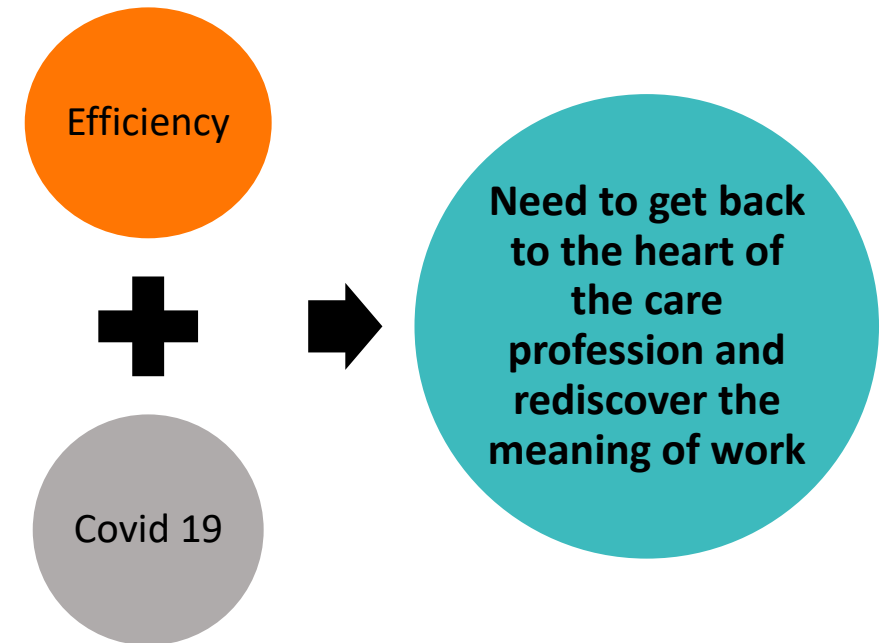 Efficiency
Covid 19
Need to get back
to the heart of
the care
profession and
rediscover the
meaning of work